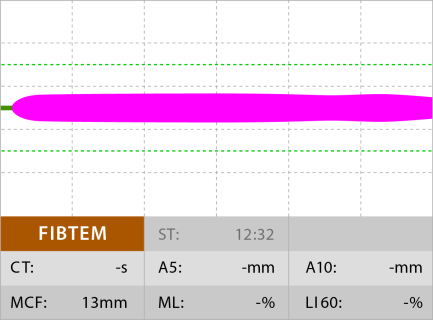 FIBTEM ST: 12:32
CT: -s A5: -mm A10: -mm
MCF: 13mm ML: -% LI60: -%